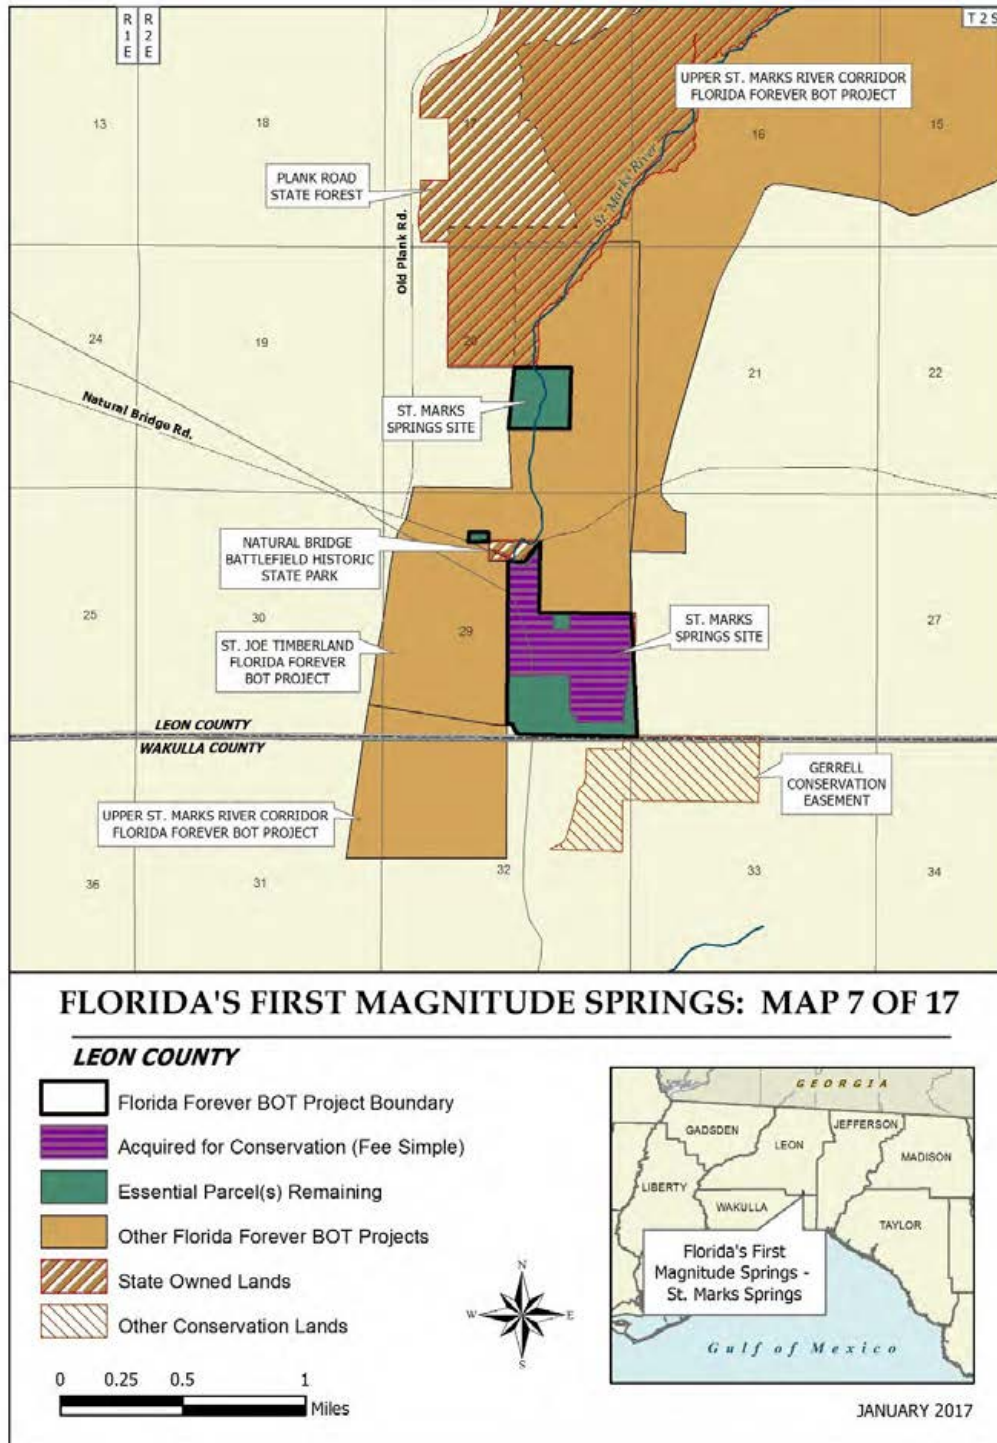 R
1
E
R
2
E
T 2 S
UPPER ST. MARKS RIVER CORRIDOR
FLORIDA FOREVER BOT PROJECT
13
18
17
16
15
PLANK ROAD
STATE FOREST
St. Marks River
Old Plank Rd.
24
19
20
21
22
Natural Bridge Rd.
ST. MARKS
SPRINGS SITE
NATURAL BRIDGE
BATTLEFIELD HISTORIC
STATE PARK
25
30
29
27
ST. MARKS
SPRINGS SITE
ST. JOE TIMBERLAND
FLORIDA FOREVER
BOT PROJECT
LEON COUNTY
WAKULLA COUNTY
GERRELL
CONSERVATION
EASEMENT
UPPER ST. MARKS RIVER CORRIDOR
FLORIDA FOREVER BOT PROJECT
36
31
32
33
34
FLORIDA'S FIRST MAGNITUDE SPRINGS: MAP 7 OF 17
LEON COUNTY
Florida Forever BOT Project Boundary
Acquired for Conservation (Fee Simple)
Essential Parcel(s) Remaining
Other Florida Forever BOT Projects
State Owned Lands
Other Conservation Lands
N
W
E
S
0 0.25 0.5 1
Miles
GEORGIA
GADSDEN
JEFFERSON
LEON
MADISON
LIBERTY
WAKULLA
TAYLOR
Florida's First
Magnitude Springs -
St. Marks Springs
Gulf of Mexico
JANUARY 2017